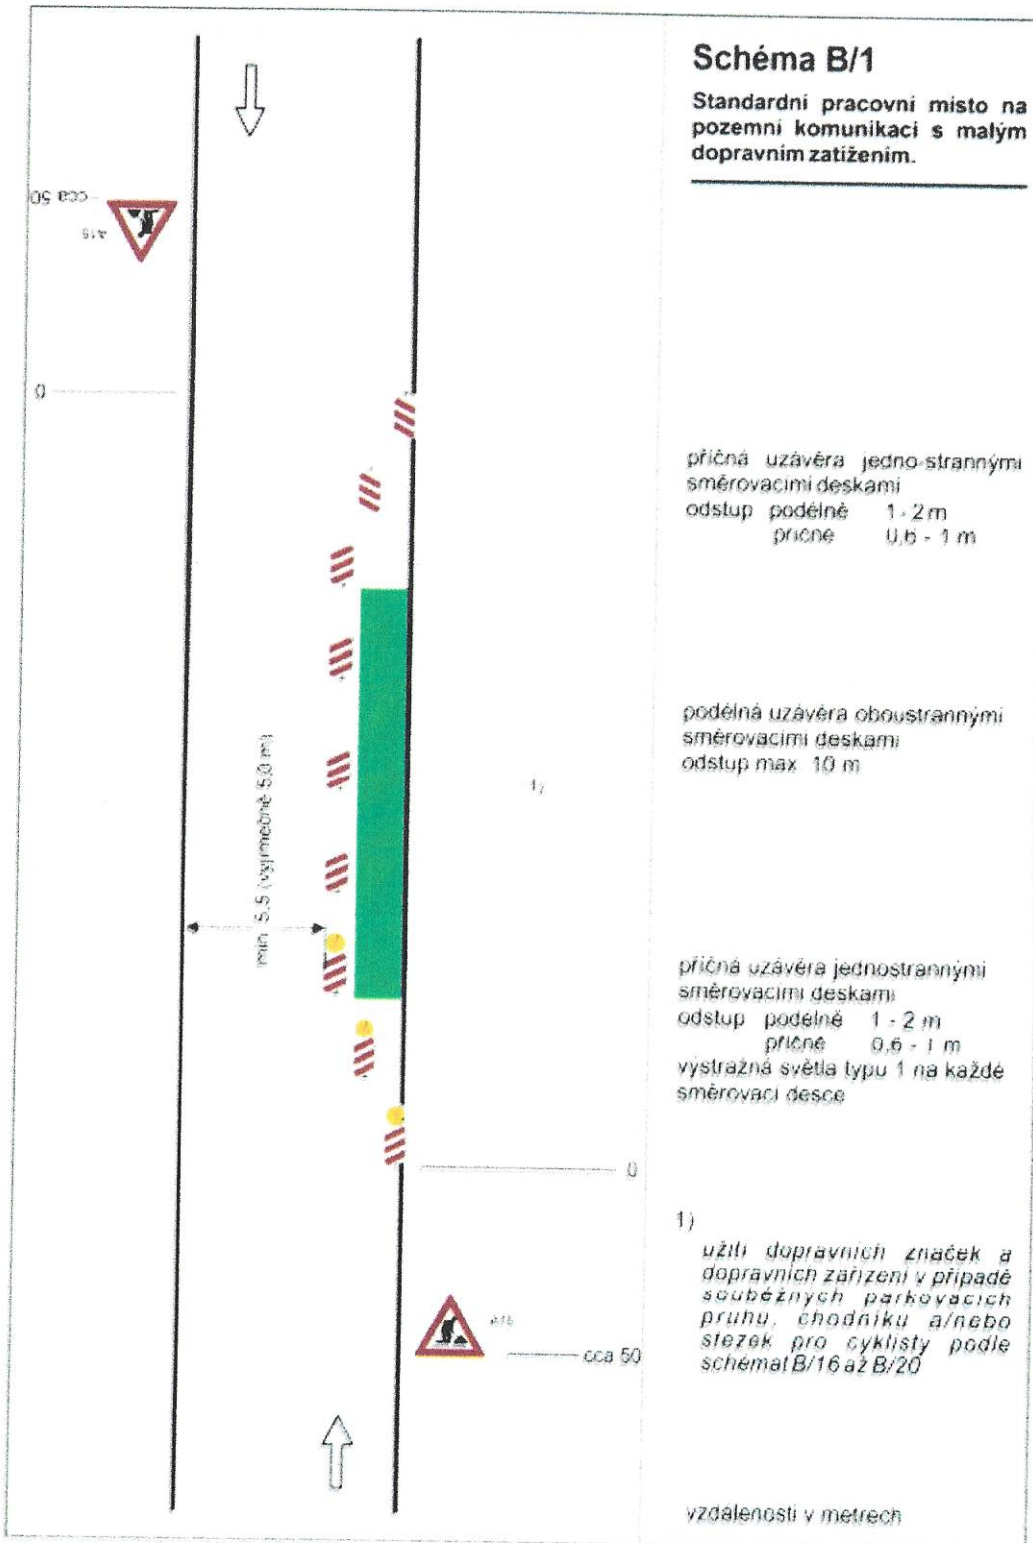 Schéma B/1
Standardní pracovní místo na
pozemní komunikaci s malým
dopravním zatížením.
cca 50
A15
0
příčná uzávěra jedno-strannými
směrovacími deskami
odstup podélně 1 - 2 m
příčně 0,6 - 1 m
podélná uzávěra oboustrannými
směrovacími deskami
odstup max. 10 m
1)
min. 5,5 (výjimečně 5,0 m)
příčná uzávěra jednostrannými
směrovacími deskami
odstup podélně 1 - 2 m
příčně 0,6 - 1 m
výstražná světla typu 1 na každé
směrovací desce
0
1)
užití dopravních značek a
dopravních zařízení v případě
souběžných parkovacích
pruhu, chodníku a/nebo
stezek pro cyklisty podle
schémat B/16 až B/20
A15
cca 50
vzdálenosti v metrech